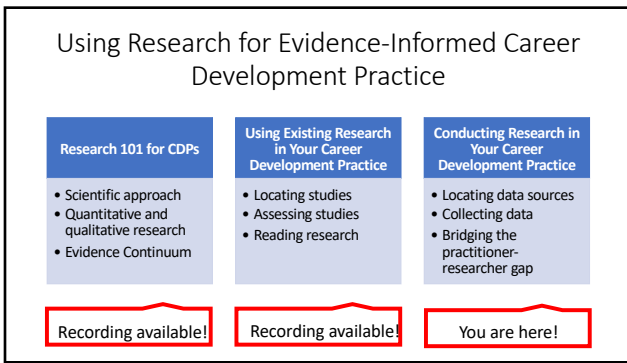 Using Research for Evidence-Informed Career
Development Practice
Research 101 for CDPs
• Scientific approach
• Quantitative and
qualitative research
• Evidence Continuum
Recording available!
Using Existing Research
in Your Career
Development Practice
• Locating studies
• Assessing studies
• Reading research
Recording available!
Conducting Research in
Your Career
Development Practice
• Locating data sources
• Collecting data
• Bridging the
practitioner-
researcher gap
You are here!